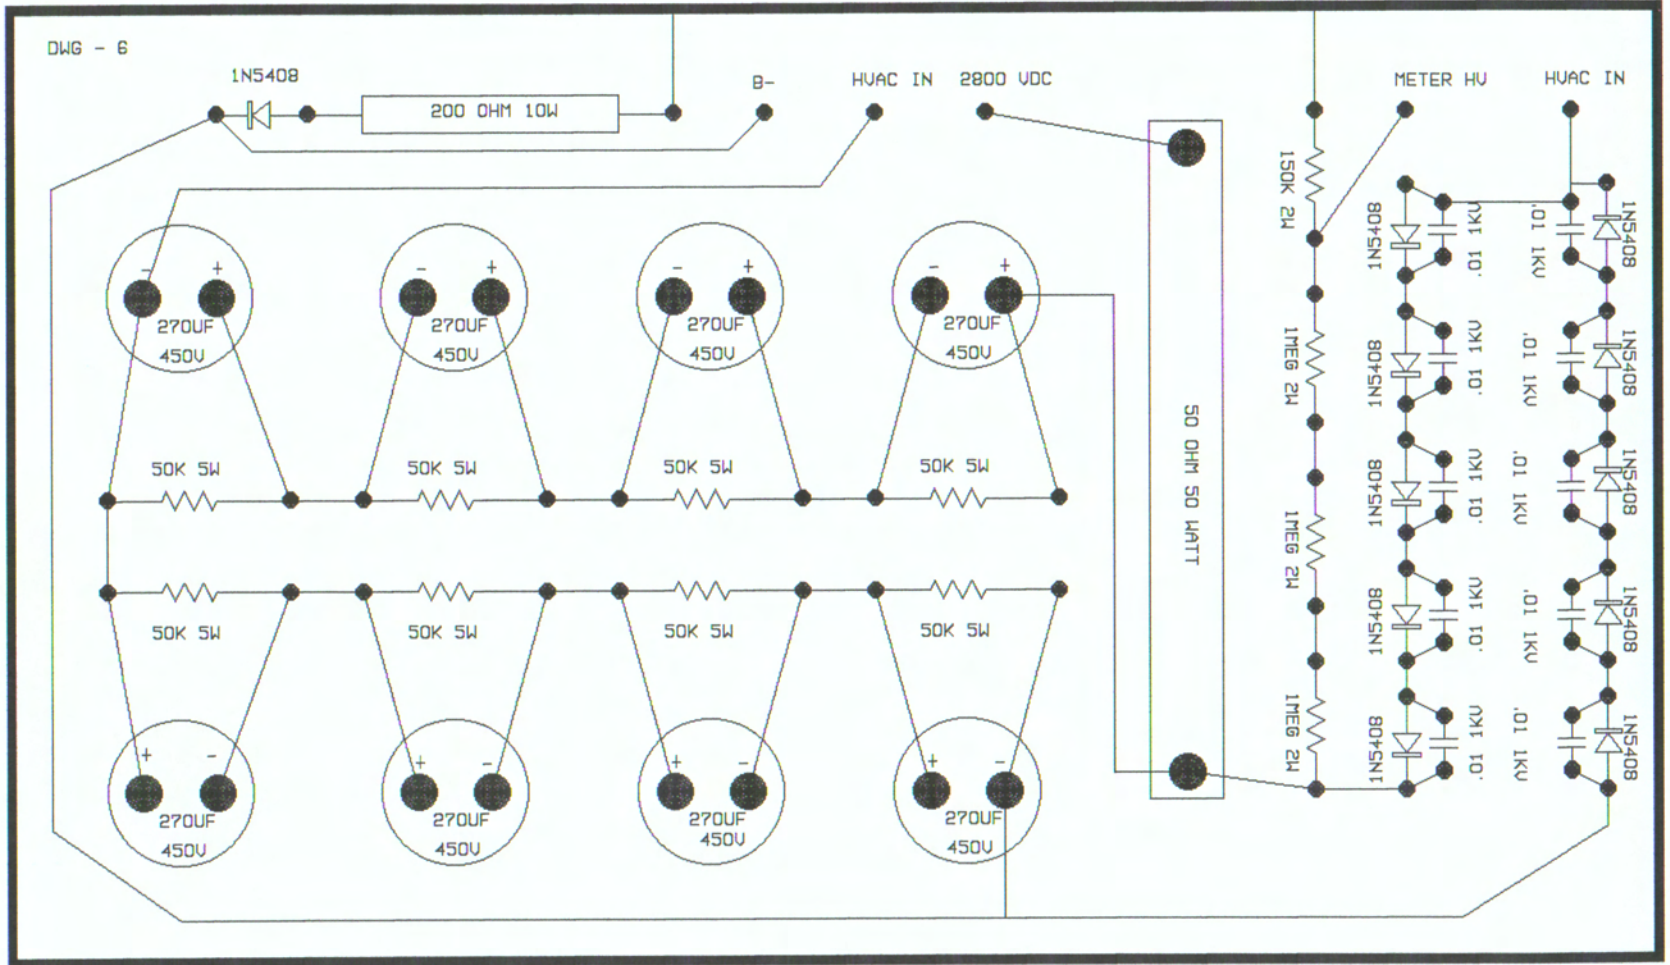 DWG - 6
1N5408
200 OHM 10W
B-
HVAC IN
2800 VDC
METER HV
HVAC IN
- +
270UF
450V
- +
270UF
450V
- +
270UF
450V
- +
270UF
450V
50K 5W
50K 5W
50K 5W
50K 5W
50K 5W
50K 5W
50K 5W
50K 5W
+ -
270UF
450V
+ -
270UF
450V
+ -
270UF
450V
+ -
270UF
450V
50 OHM 50 WATT
150K 2W
1MEG 2W
1MEG 2W
1MEG 2W
1N5408
1N5408
1N5408
1N5408
1N5408
.01 1KV
.01 1KV
.01 1KV
.01 1KV
.01 1KV
.01 1KV
.01 1KV
.01 1KV
.01 1KV
.01 1KV
1N5408
1N5408
1N5408
1N5408
1N5408